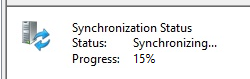 Synchronization Status
Status: Synchronizing...
Progress: 15%